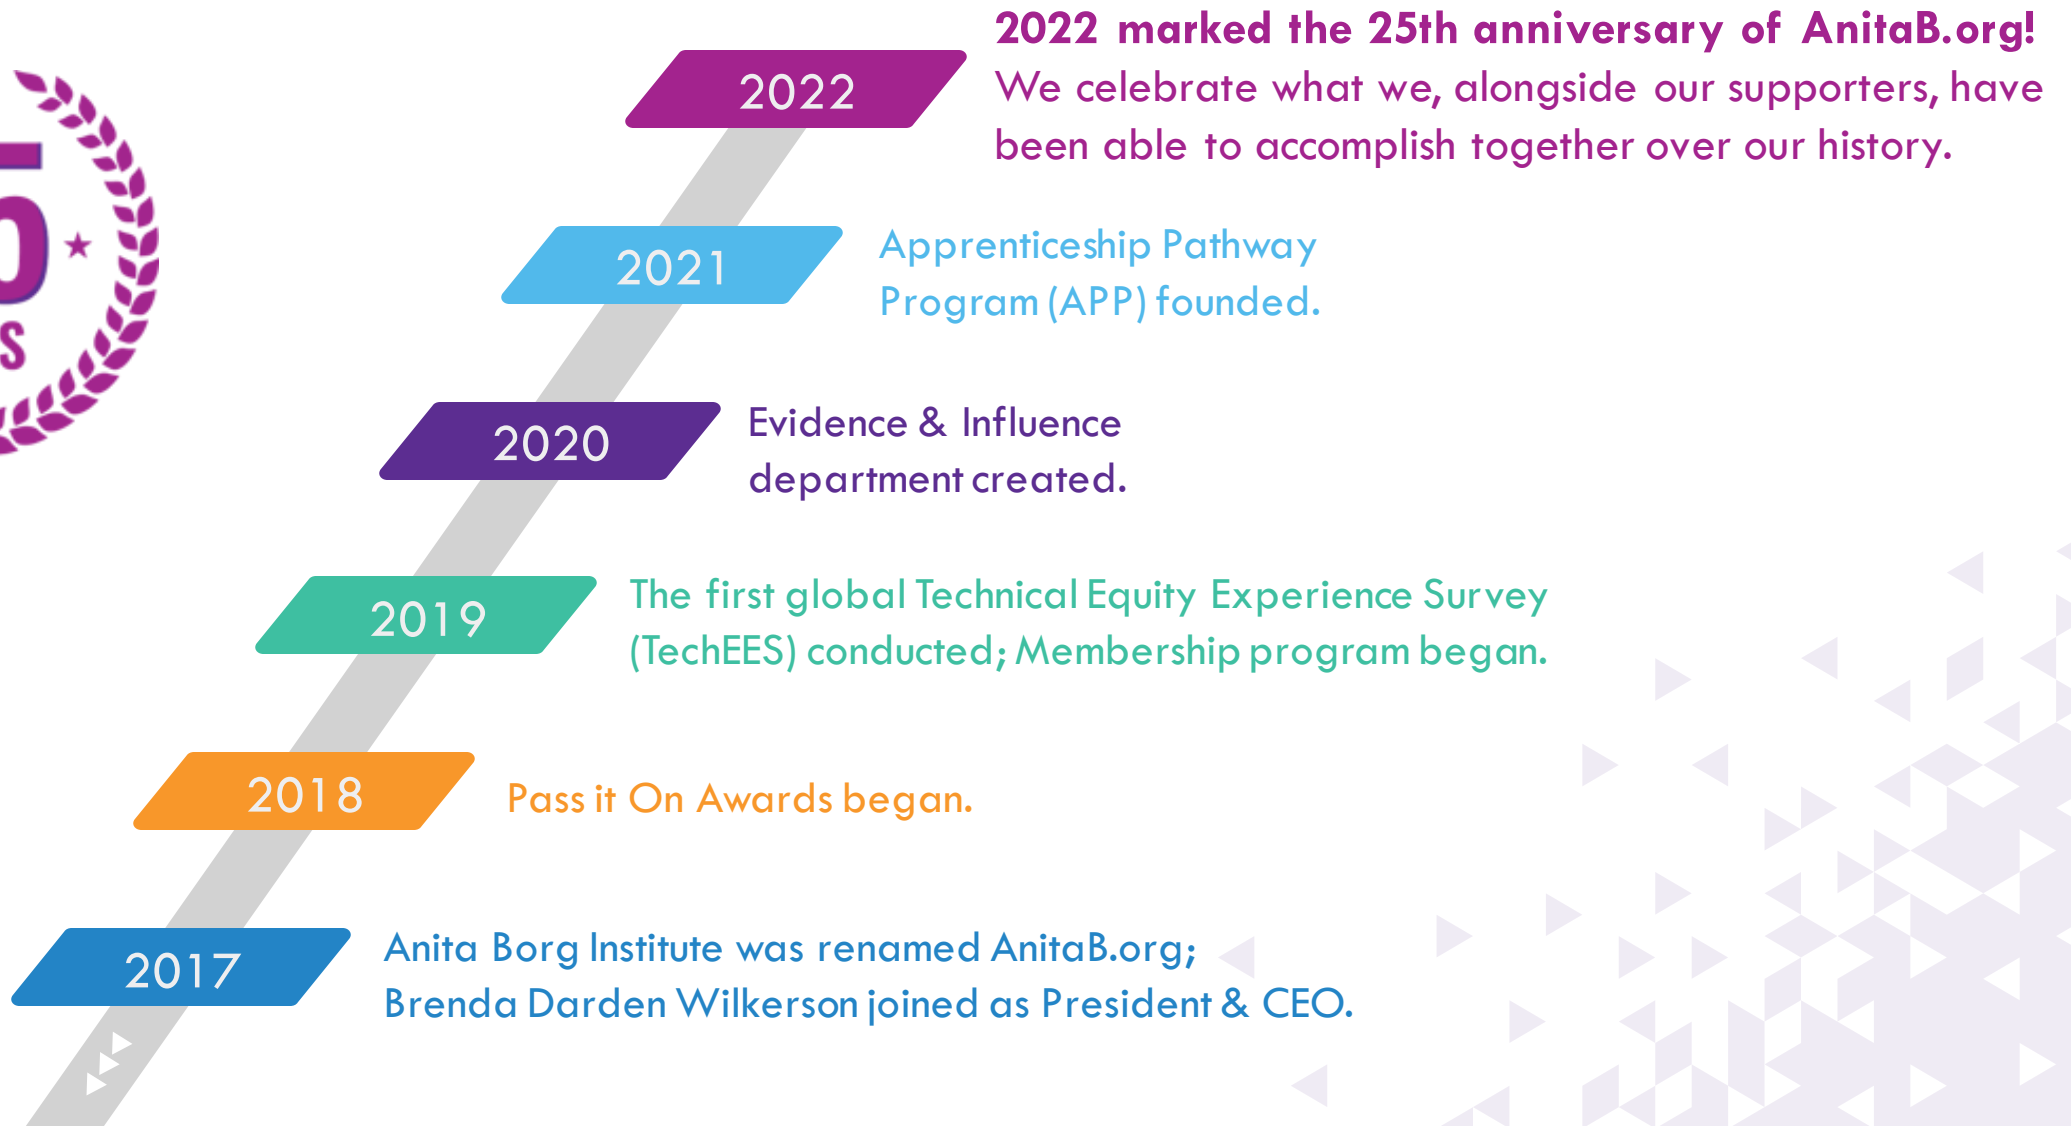 2022
2022 marked the 25th anniversary of AnitaB.org!
We celebrate what we, alongside our supporters, have
been able to accomplish together over our history.
2021
Apprenticeship Pathway
Program (APP) founded.
2020
Evidence & Influence
department created.
2019
The first global Technical Equity Experience Survey
(TechEES) conducted; Membership program began.
2018
Pass it On Awards began.
2017
Anita Borg Institute was renamed AnitaB.org;
Brenda Darden Wilkerson joined as President & CEO.